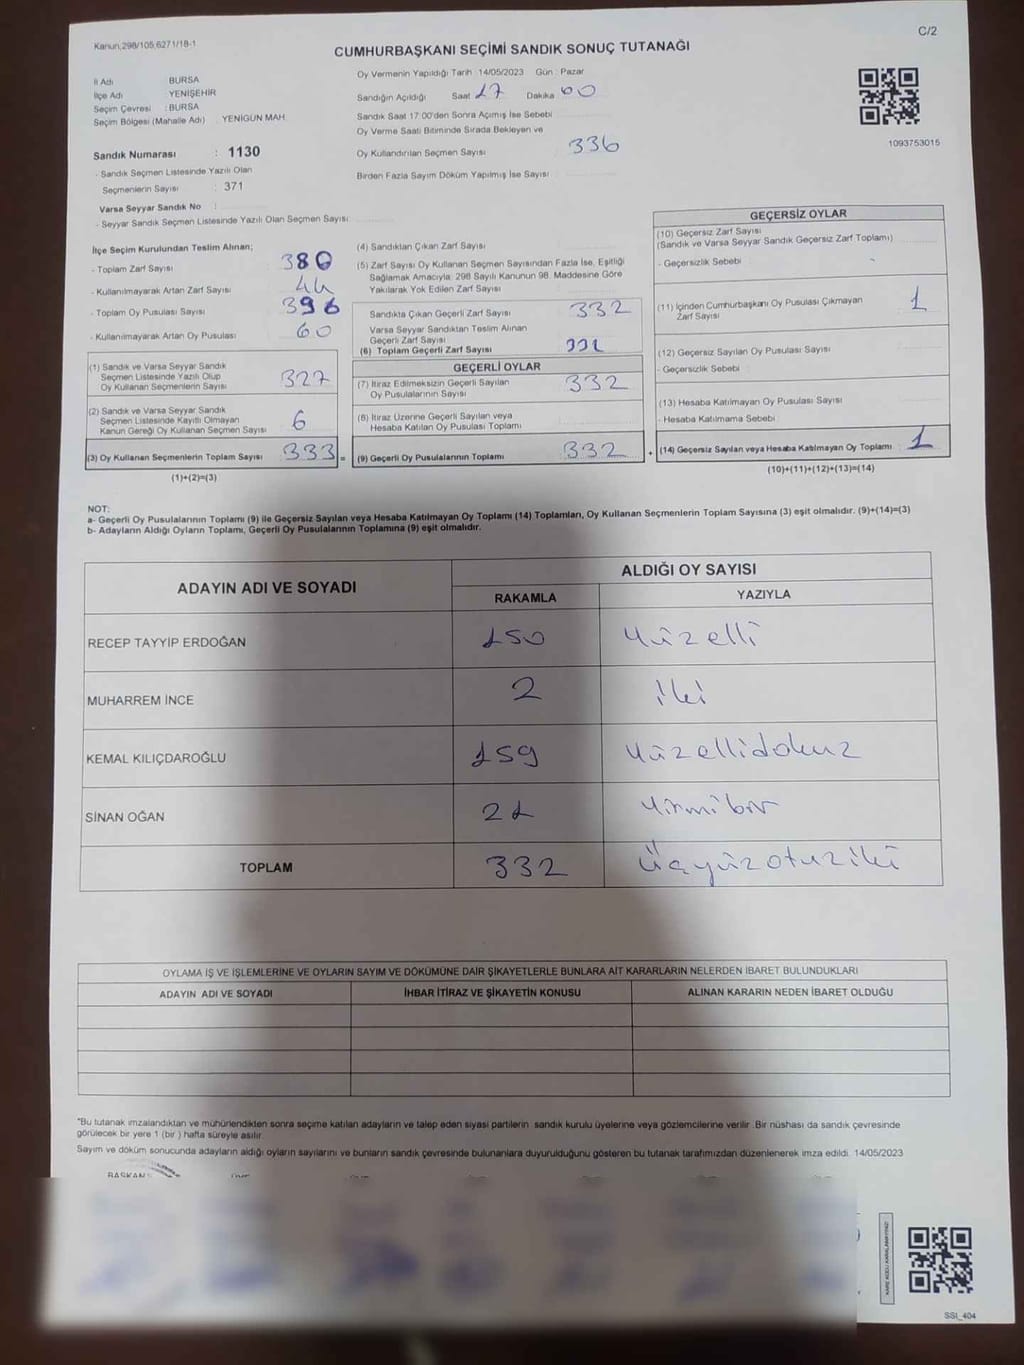 Kanun,298/105,6271/18-1
C/2
CUMHURBAŞKANI SEÇİMİ SANDIK SONUÇ TUTANAĞI
İl Adı BURSA
İlçe Adı YENİŞEHİR
Seçim Çevresi : BURSA
Seçim Bölgesi (Mahalle Adı) : YENİGÜN MAH.
Sandık Numarası : 1130
- Sandık Seçmen Listesinde Yazılı Olan
Seçmenlerin Sayısı : 371
Varsa Seyyar Sandık No :
- Seyyar Sandık Seçmen Listesinde Yazılı Olan Seçmen Sayısı:
Oy Vermenin Yapıldığı Tarih : 14/05/2023 Gün : Pazar
Sandığın Açıldığı Saat 17 Dakika 00
Sandık Saat 17:00'den Sonra Açımış İse Sebebi
Oy Verme Saati Bitiminde Sırada Bekleyen ve
Oy Kullandırılan Seçmen Sayısı 336
Birden Fazla Sayım Döküm Yapılmış İse Sayısı :
1093753015
İlçe Seçim Kurulundan Teslim Alınan;
- Toplam Zarf Sayısı 380
- Kullanılmayarak Artan Zarf Sayısı 44
- Toplam Oy Pusulası Sayısı 396
- Kullanılmayarak Artan Oy Pusulası 60
(1) Sandık ve Varsa Seyyar Sandık
Seçmen Listesinde Yazılı Olup
Oy Kullanan Seçmenlerin Sayısı 327
(2) Sandık ve Varsa Seyyar Sandık
Seçmen Listesinde Kayıtlı Olmayan
Kanun Gereği Oy Kullanan Seçmen Sayısı 6
(3) Oy Kullanan Seçmenlerin Toplam Sayısı 333 =
(1)+(2)=(3)
(4) Sandıktan Çıkan Zarf Sayısı
(5) Zarf Sayısı Oy Kullanan Seçmen Sayısından Fazla İse, Eşitliği
Sağlamak Amacıyla, 298 Sayılı Kanunun 98. Maddesine Göre
Yakılarak Yok Edilen Zarf Sayısı
Sandıkta Çıkan Geçerli Zarf Sayısı 332
Varsa Seyyar Sandıktan Teslim Alınan
Geçerli Zarf Sayısı
(6) Toplam Geçerli Zarf Sayısı 332
GEÇERLİ OYLAR
(7) İtiraz Edilmeksizin Geçerli Sayılan
Oy Pusulalarının Sayısı 332
(8) İtiraz Üzerine Geçerli Sayılan veya
Hesaba Katılan Oy Pusulası Toplamı
(9) Geçerli Oy Pusulalarının Toplamı 332 +
GEÇERSİZ OYLAR
(10) Geçersiz Zarf Sayısı
(Sandık ve Varsa Seyyar Sandık Geçersiz Zarf Toplamı)
- Geçersizlik Sebebi :
(11) İçinden Cumhurbaşkanı Oy Pusulası Çıkmayan
Zarf Sayısı 1
(12) Geçersiz Sayılan Oy Pusulası Sayısı
- Geçersizlik Sebebi :
(13) Hesaba Katılmayan Oy Pusulası Sayısı
- Hesaba Katılmama Sebebi :
(14) Geçersiz Sayılan veya Hesaba Katılmayan Oy Toplamı 1
(10)+(11)+(12)+(13)=(14)
NOT:
a- Geçerli Oy Pusulalarının Toplamı (9) ile Geçersiz Sayılan veya Hesaba Katılmayan Oy Toplamı (14) Toplamları, Oy Kullanan Seçmenlerin Toplam Sayısına (3) eşit olmalıdır. (9)+(14)=(3)
b- Adayların Aldığı Oyların Toplamı, Geçerli Oy Pusulalarının Toplamına (9) eşit olmalıdır.
ADAYIN ADI VE SOYADI ALDIĞI OY SAYISI
RAKAMLA YAZIYLA
RECEP TAYYİP ERDOĞAN 150 Yüzelli
MUHARREM İNCE 2 iki
KEMAL KILIÇDAROĞLU 159 Yüzellidokuz
SİNAN OĞAN 21 Yirmibir
TOPLAM 332 Üçyüzotuziki
OYLAMA İŞ VE İŞLEMLERİNE VE OYLARIN SAYIM VE DÖKÜMÜNE DAİR ŞİKAYETLERLE BUNLARA AİT KARARLARIN NELERDEN İBARET BULUNDUKLARI
ADAYIN ADI VE SOYADI İHBAR İTİRAZ VE ŞİKAYETİN KONUSU ALINAN KARARIN NEDEN İBARET OLDUĞU
*Bu tutanak imzalandıktan ve mühürlendikten sonra seçime katılan adayların ve talep eden siyasi partilerin sandık kurulu üyelerine veya gözlemcilerine verilir .Bir nüshası da sandık çevresinde
görülecek bir yere 1 (bir ) hafta süreyle asılır.
Sayım ve döküm sonucunda adayların aldığı oyların sayılarını ve bunların sandık çevresinde bulunanlara duyurulduğunu gösteren bu tutanak tarafımızdan düzenlenerek imza edildi. 14/05/2023
BAŞKAN
KARE KODU KARALAMAYINIZ!
SSI_404